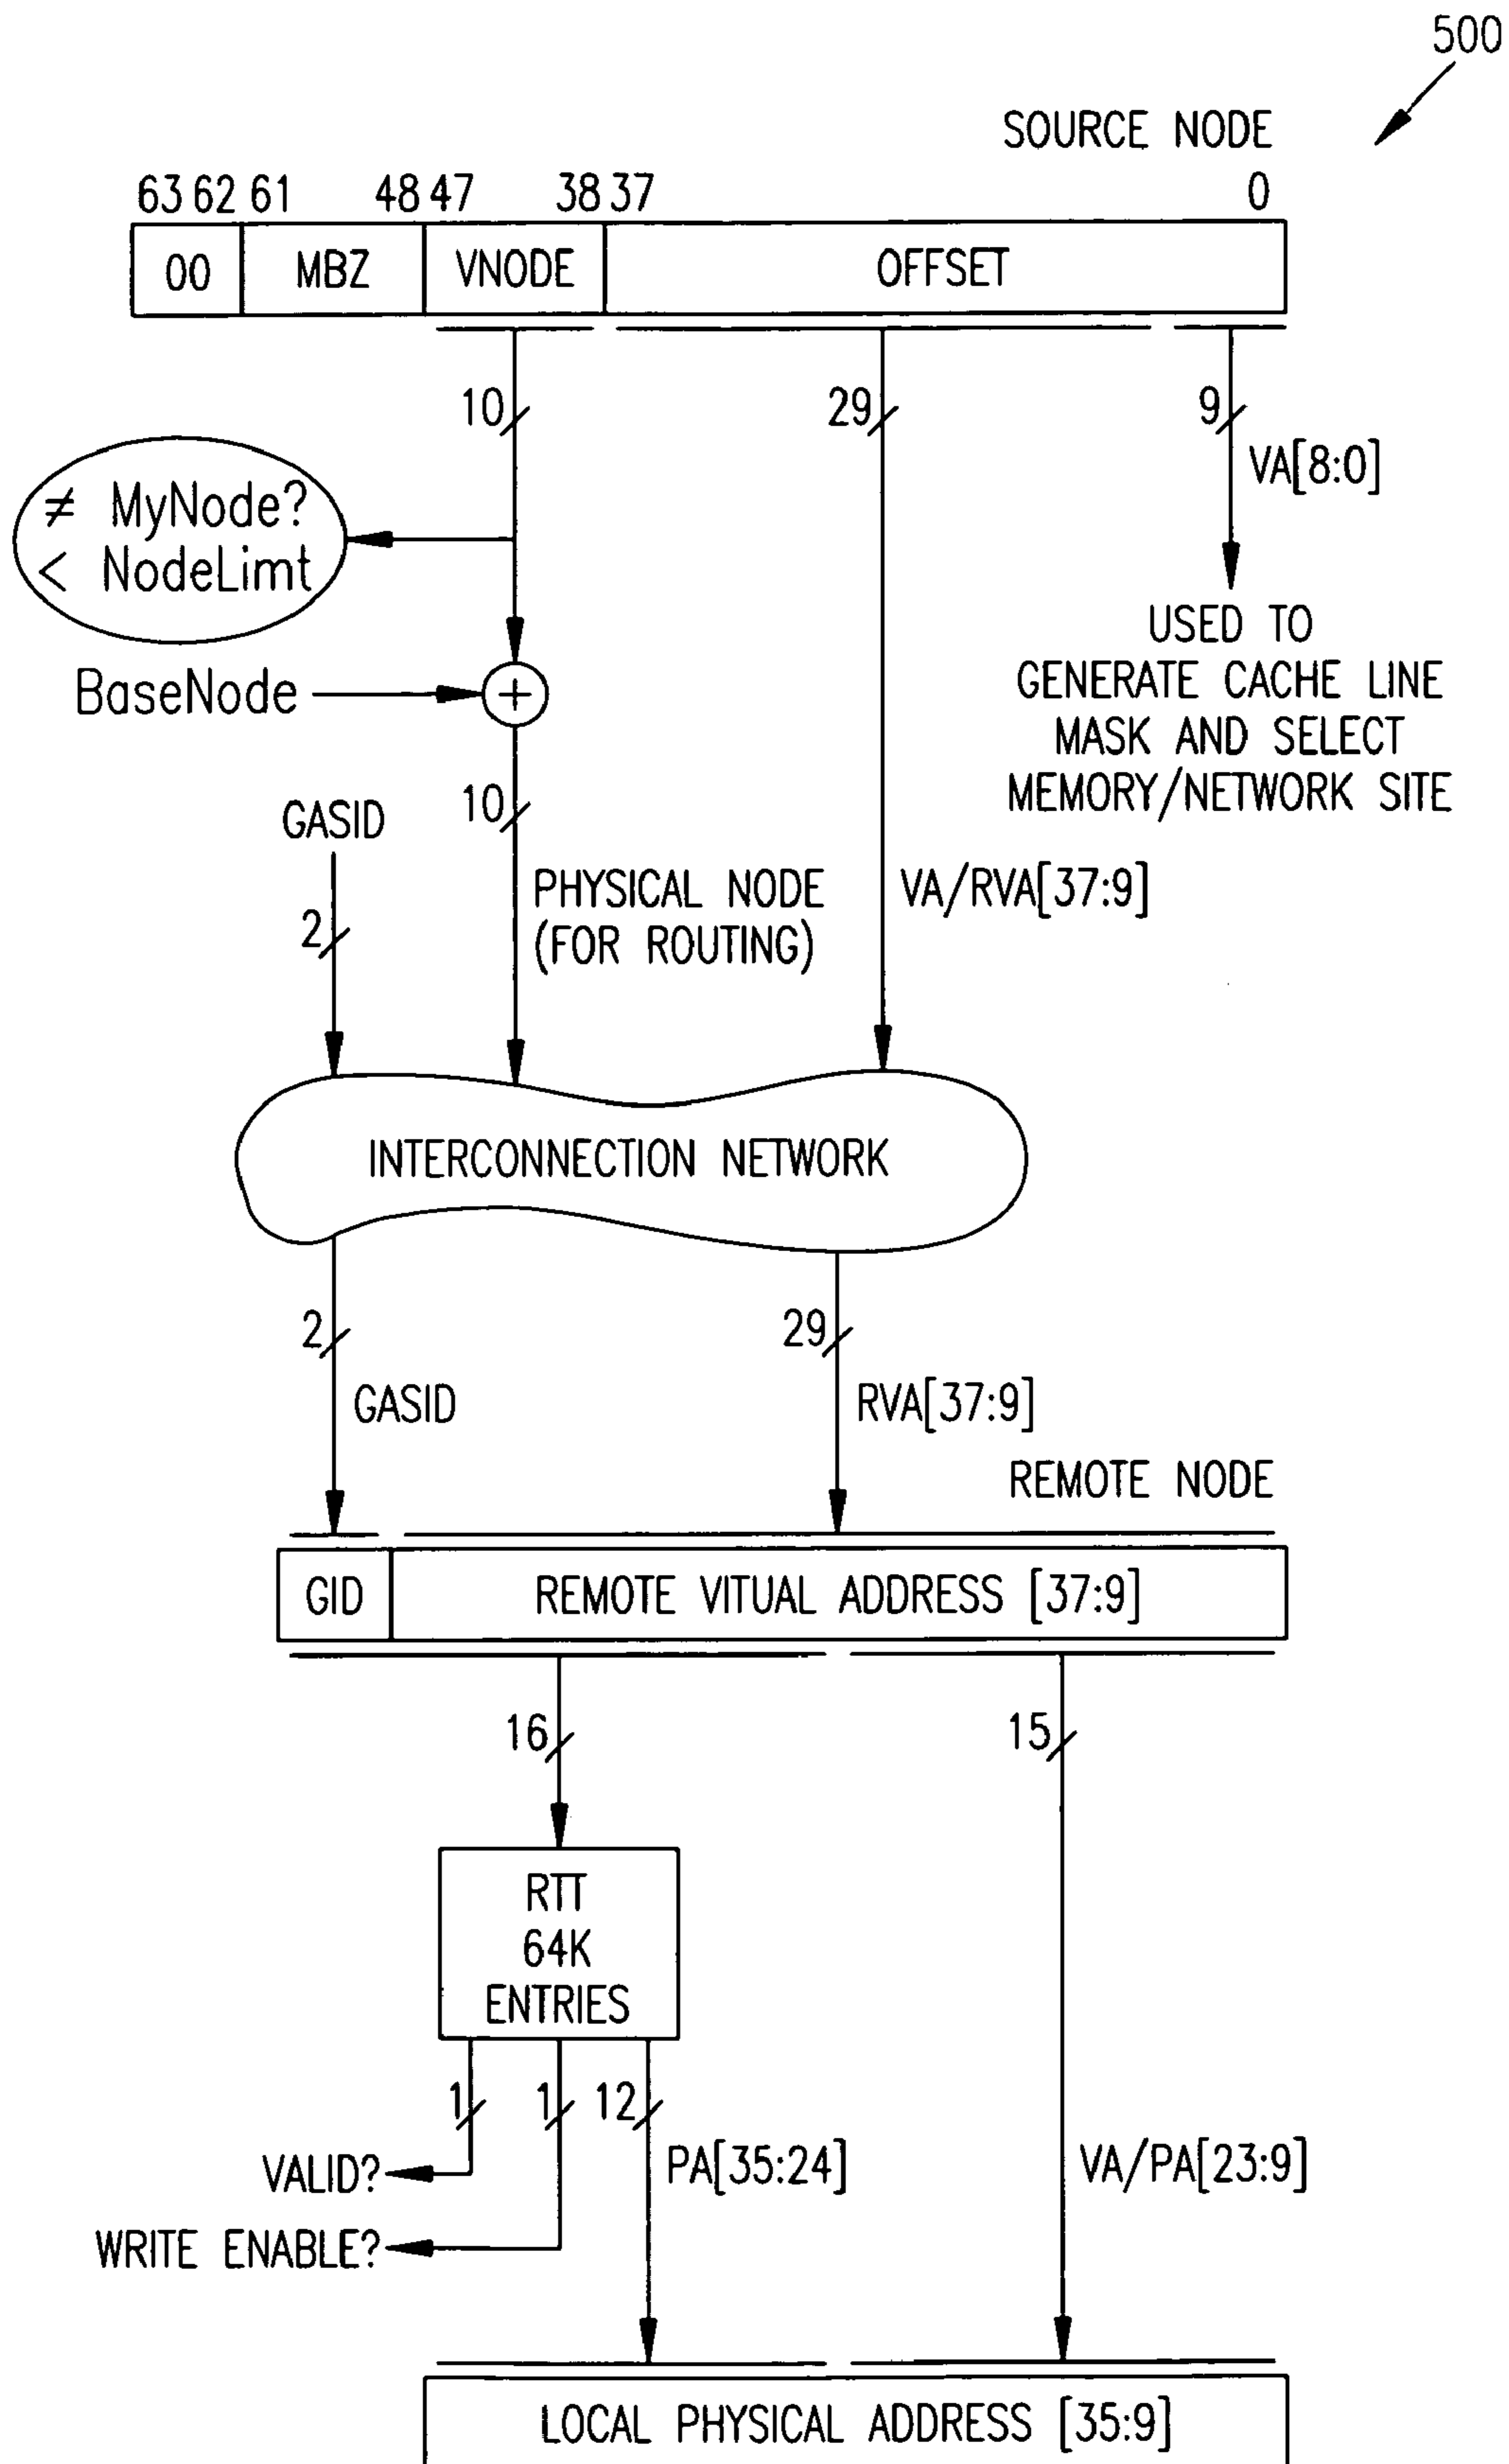 500
SOURCE NODE
63 62 61 48 47 38 37 0
00 MBZ VNODE OFFSET
10 29 9
VA[8:0]
≠ MyNode?
< NodeLimt
USED TO
GENERATE CACHE LINE
MASK AND SELECT
MEMORY/NETWORK SITE
BaseNode +
GASID 10
2
PHYSICAL NODE
(FOR ROUTING)
VA/RVA[37:9]
INTERCONNECTION NETWORK
2 29
GASID RVA[37:9]
REMOTE NODE
GID REMOTE VITUAL ADDRESS [37:9]
16 15
RTT
64K
ENTRIES
1 1 12
VALID? PA[35:24] VA/PA[23:9]
WRITE ENABLE?
LOCAL PHYSICAL ADDRESS [35:9]